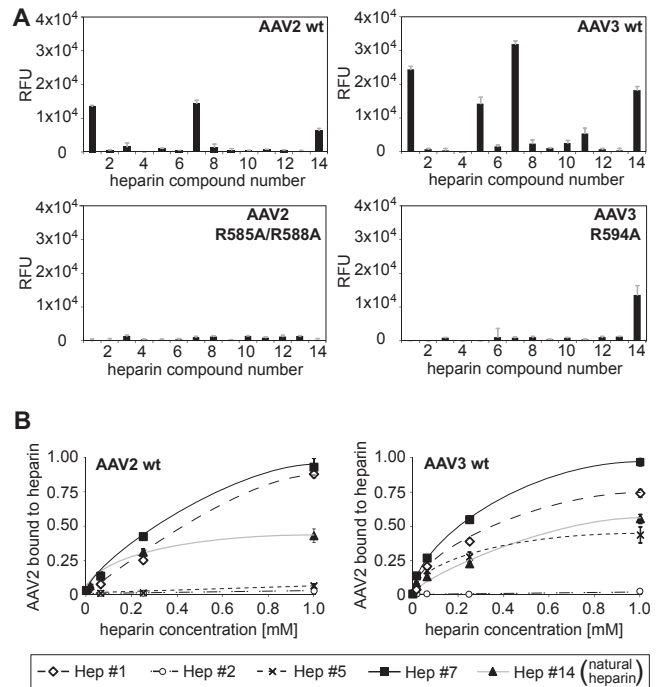 A
AAV2 wt
RFU
4x10⁴
3x10⁴
2x10⁴
1x10⁴
0
2 4 6 8 10 12 14
heparin compound number
AAV3 wt
RFU
4x10⁴
3x10⁴
2x10⁴
1x10⁴
0
2 4 6 8 10 12 14
heparin compound number
AAV2
R585A/R588A
RFU
4x10⁴
3x10⁴
2x10⁴
1x10⁴
0
2 4 6 8 10 12 14
heparin compound number
AAV3
R594A
RFU
4x10⁴
3x10⁴
2x10⁴
1x10⁴
0
2 4 6 8 10 12 14
heparin compound number
B
AAV2 wt
AAV2 bound to heparin
1.00
0.75
0.50
0.25
0
0 0.2 0.4 0.6 0.8 1.0
heparin concentration [mM]
AAV3 wt
AAV2 bound to heparin
1.00
0.75
0.50
0.25
0
0 0.2 0.4 0.6 0.8 1.0
heparin concentration [mM]
Hep #1 Hep #2 Hep #5 Hep #7 Hep #14 (natural heparin)